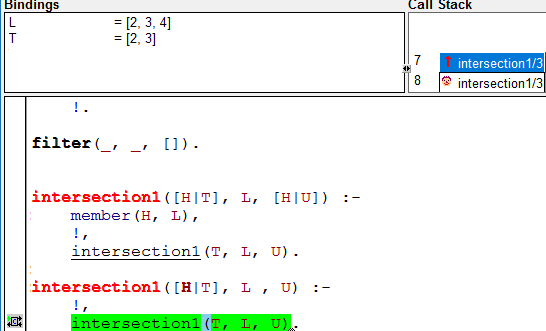 Bindings
L = [2, 3, 4]
T = [2, 3]
Call Stack
7 intersection1/3
8 intersection1/3
!.
filter(_, _, []).
intersection1([H|T], L, [H|U]) :-
member(H, L),
!,
intersection1(T, L, U).
intersection1([H|T], L , U) :-
!,
intersection1(T, L, U).